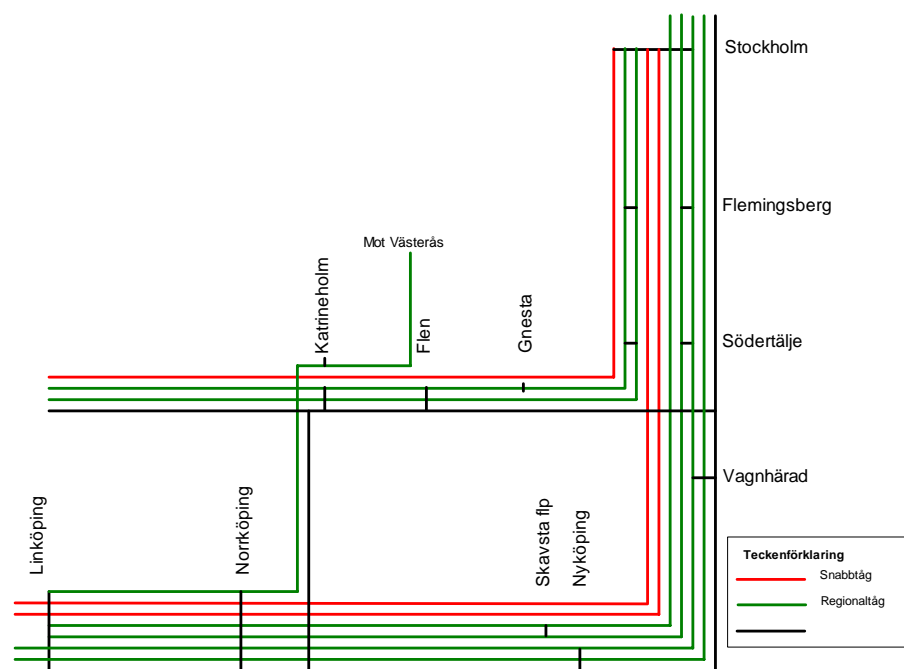 Stockholm
Flemingsberg
Mot Västerås
Katrineholm
Flen
Gnesta
Södertälje
Vagnhärad
Linköping
Norrköping
Skavsta flp
Nyköping
Teckenförklaring
Snabbtåg
Regionaltåg